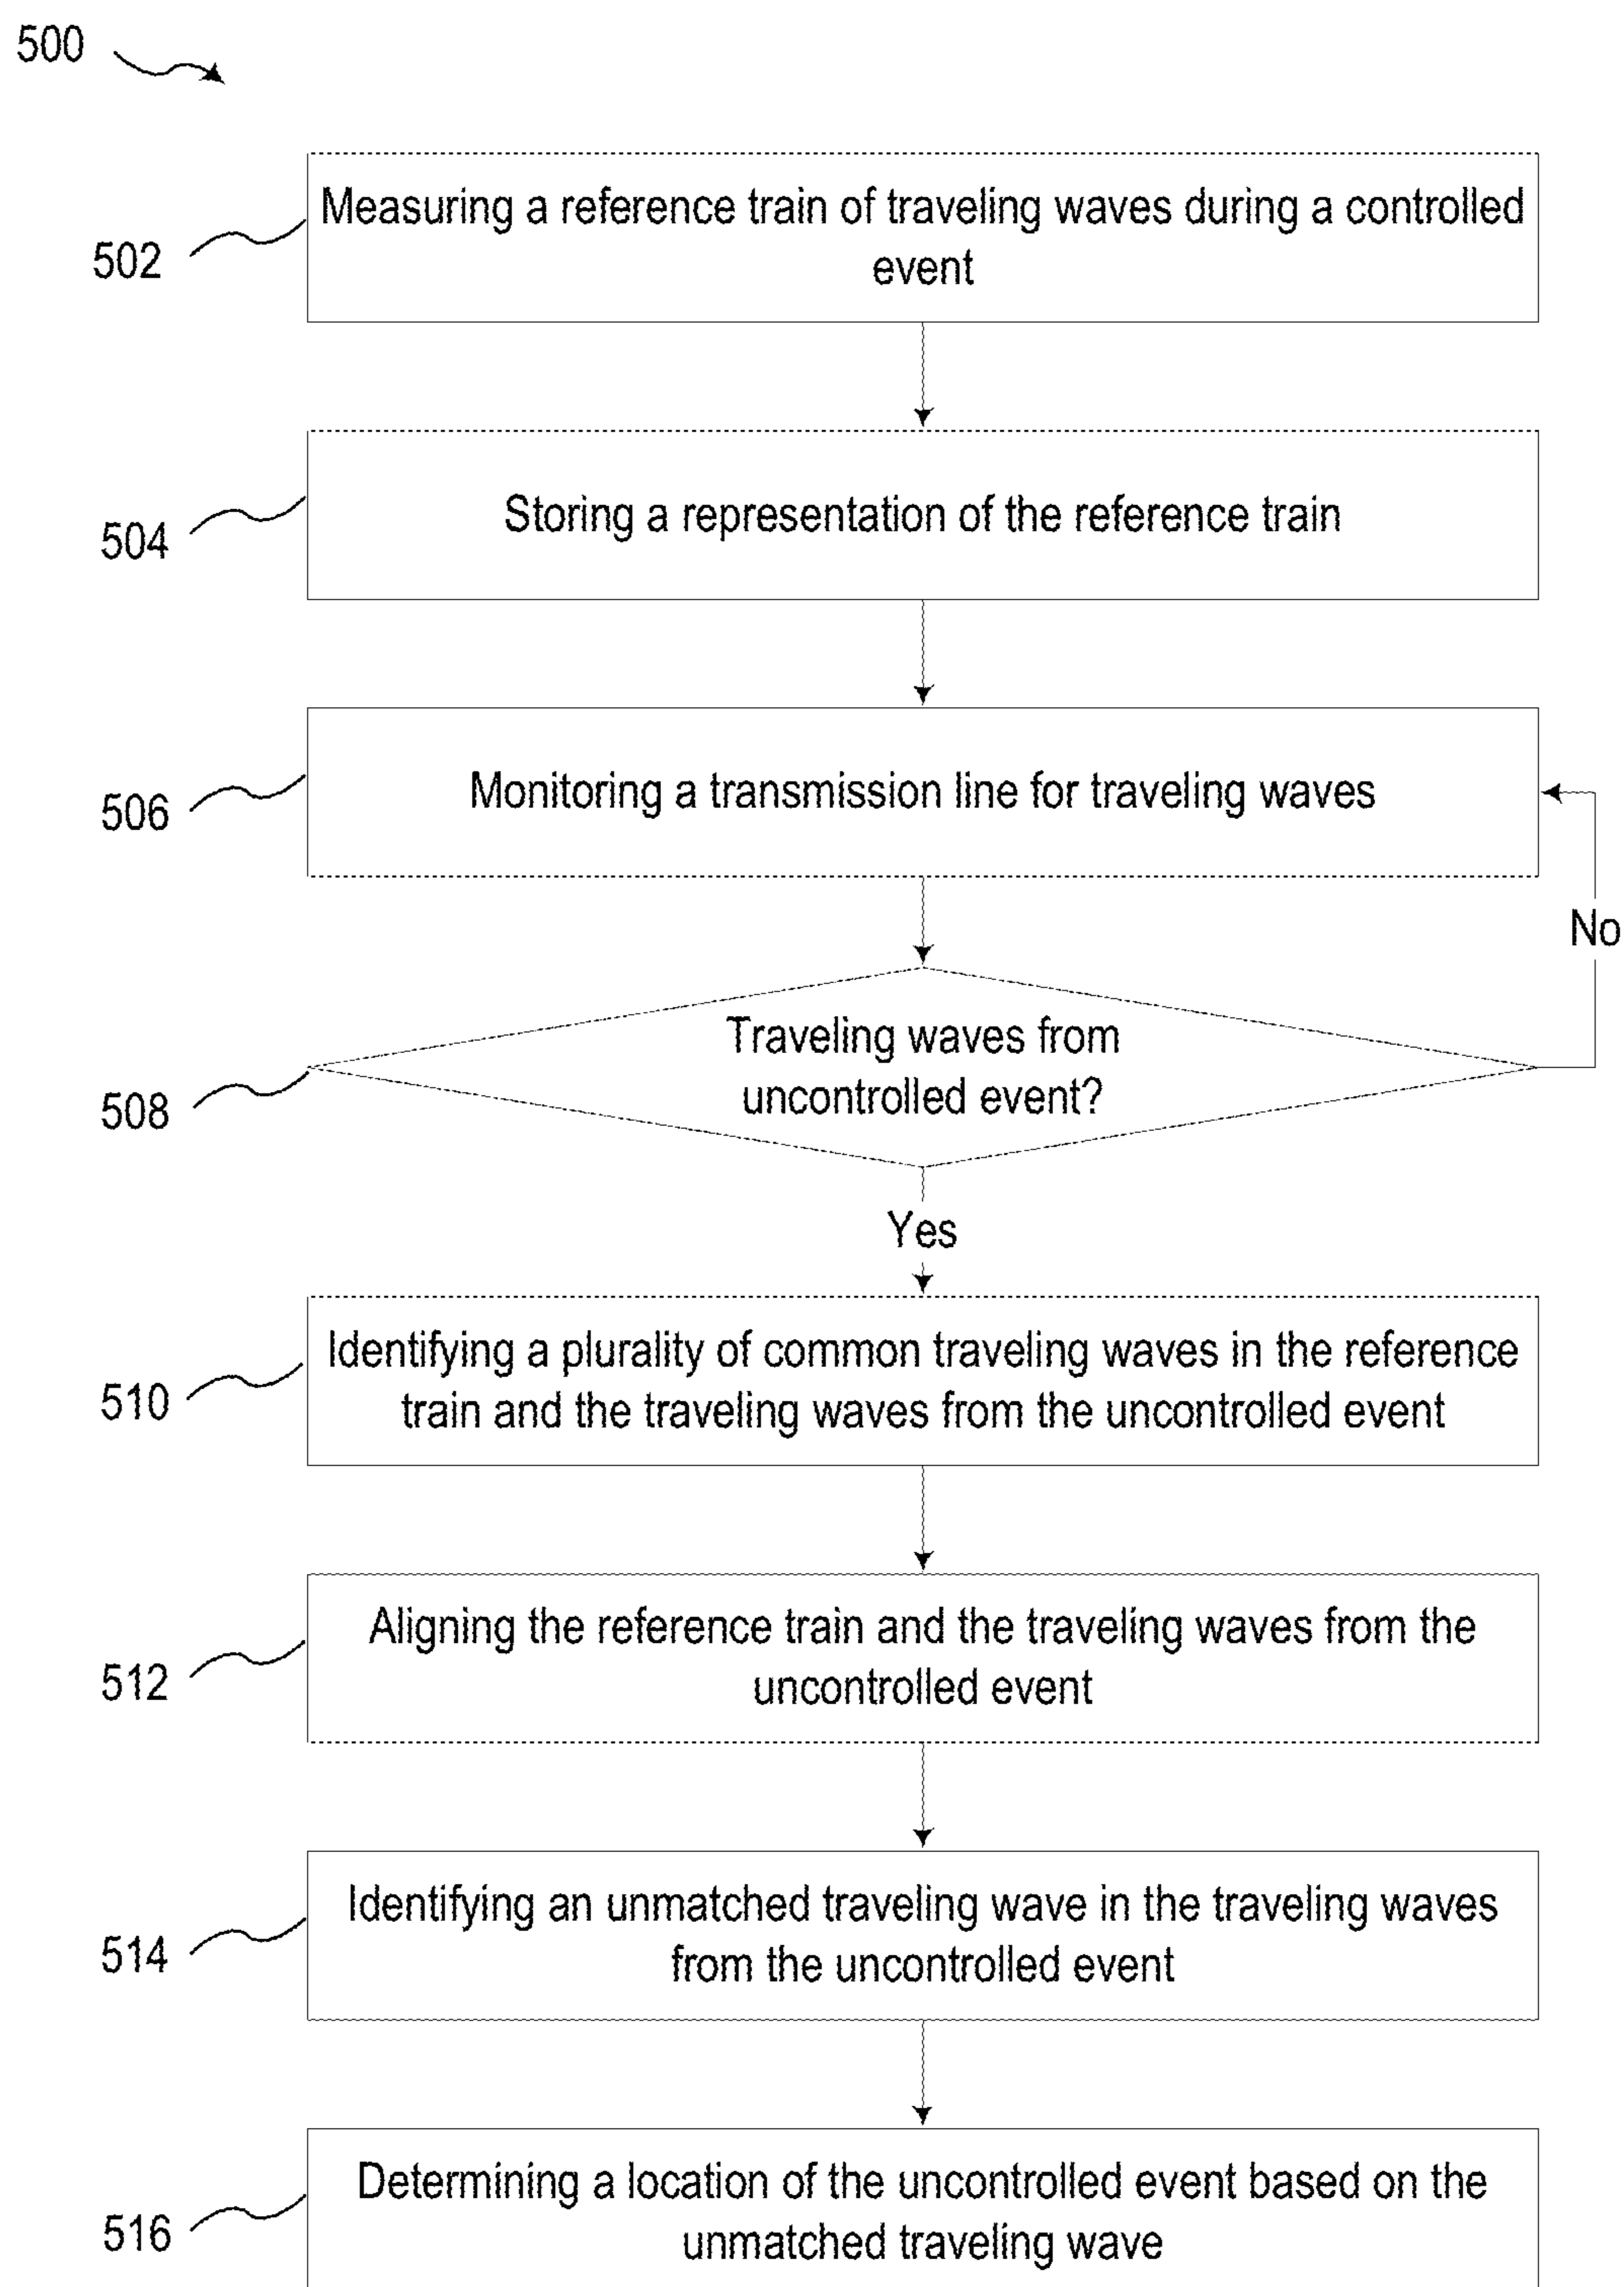 500
Measuring a reference train of traveling waves during a controlled
event
502
Storing a representation of the reference train
504
Monitoring a transmission line for traveling waves
506
No
Traveling waves from
uncontrolled event?
508
Yes
Identifying a plurality of common traveling waves in the reference
train and the traveling waves from the uncontrolled event
510
Aligning the reference train and the traveling waves from the
uncontrolled event
512
Identifying an unmatched traveling wave in the traveling waves
from the uncontrolled event
514
Determining a location of the uncontrolled event based on the
unmatched traveling wave
516